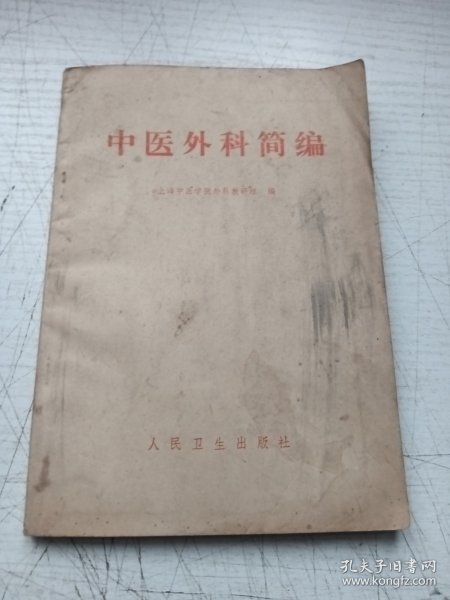 中医外科简编
上海中医学院外科教研组 编
人民卫生出版社
孔夫子旧书网
www.kongfz.com